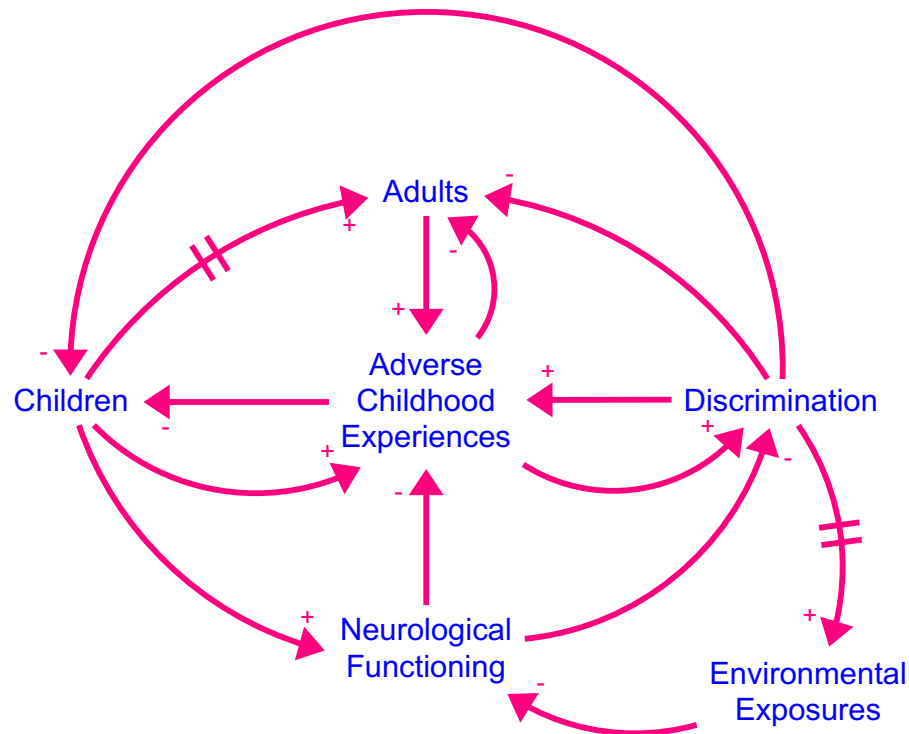 Adults
Adverse
Childhood
Experiences
Children
Discrimination
Neurological
Functioning
Environmental
Exposures
-
+
-
+
-
+
-
+
+
-
+
-
+
+
-